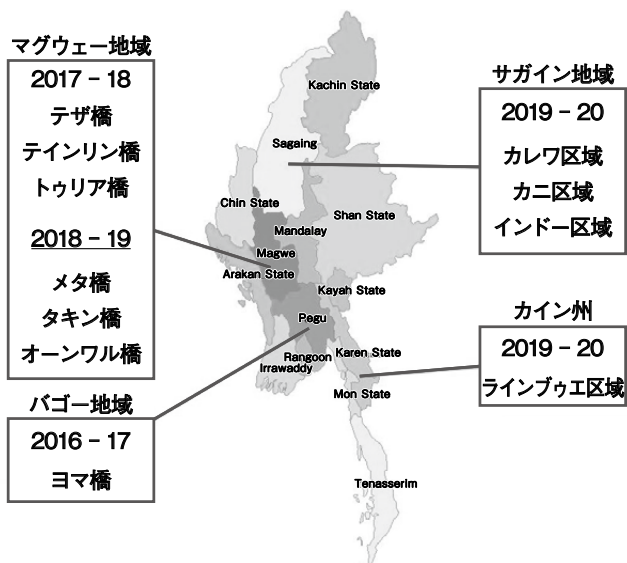 マグウェー地域
2017 - 18
テザ橋
テインリン橋
トゥリア橋
2018 - 19
メタ橋
タキン橋
オーンワル橋
バゴー地域
2016 - 17
ヨマ橋
Kachin State
Sagaing
Chin State
Shan State
Mandalay
Magwe
Arakan State
Kayah State
Pegu
Rangoon
Karen State
Irrawaddy
Mon State
Tenasserim
サガイン地域
2019 - 20
カレワ区域
カニ区域
インドー区域
カイン州
2019 - 20
ラインブゥエ区域